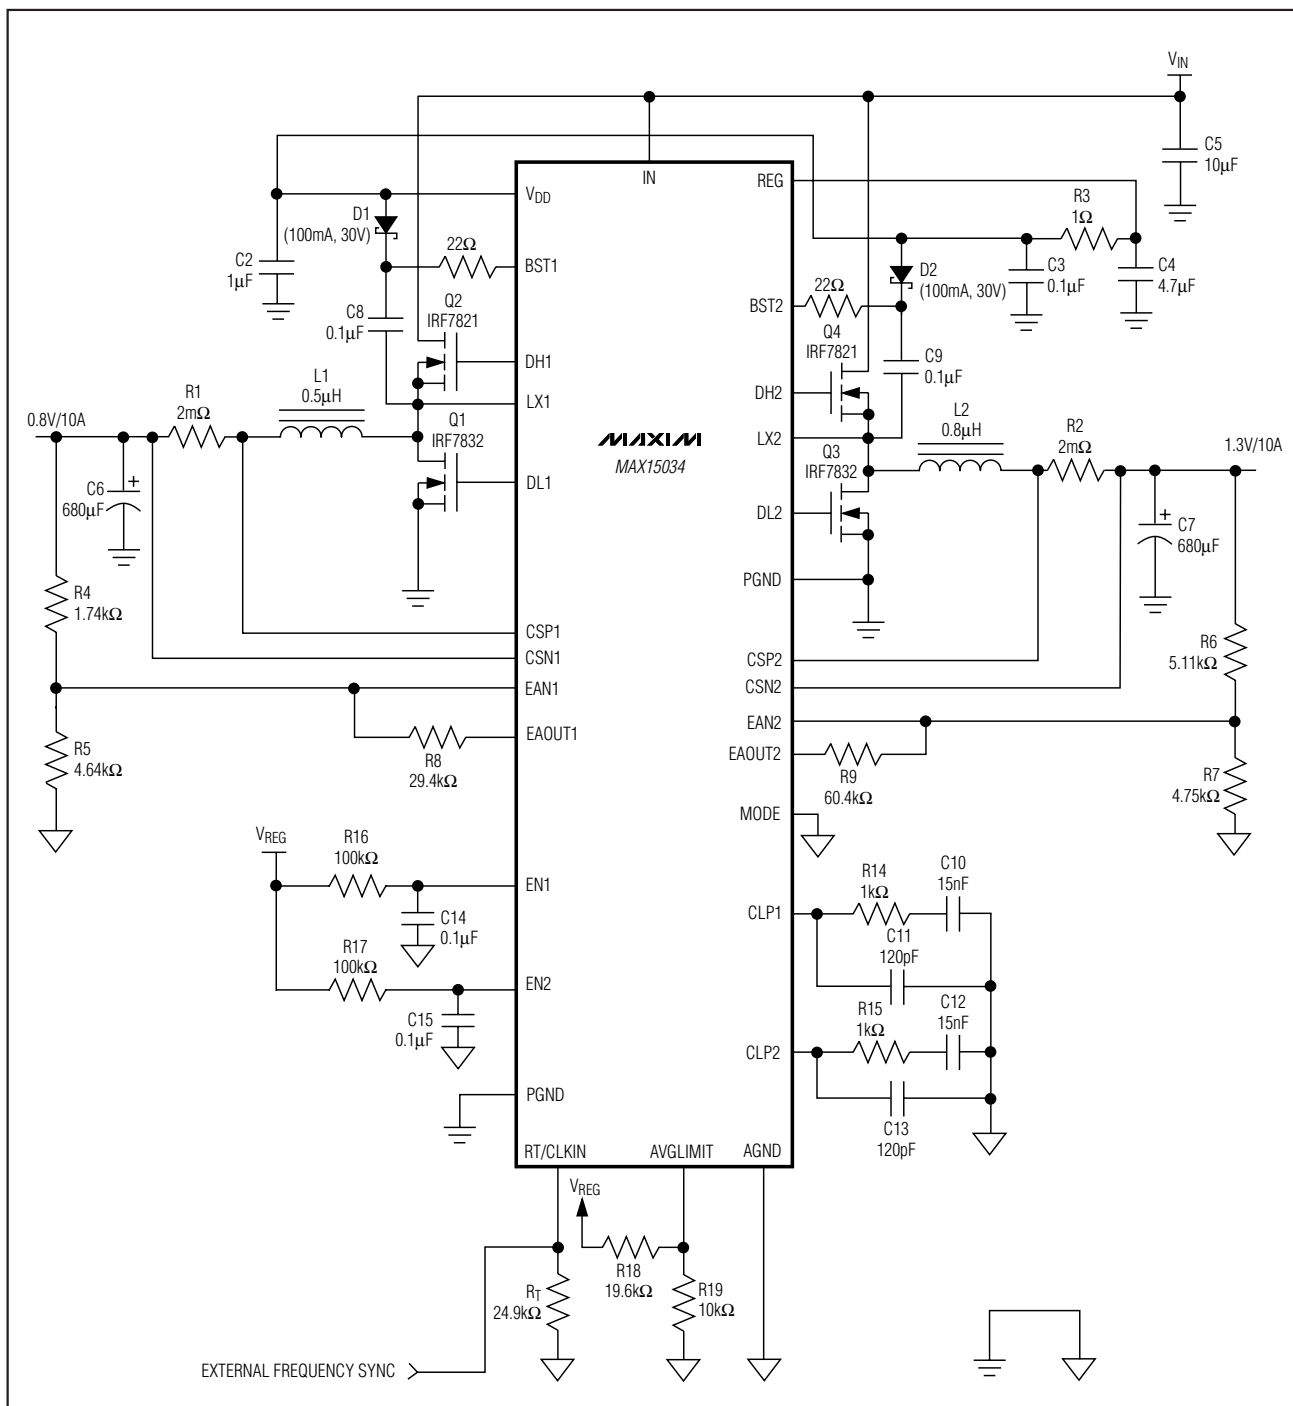 V_IN
C5
10µF
IN
REG
V_DD
D1
(100mA, 30V)
22Ω
BST1
C2
1µF
C8
0.1µF
Q2
IRF7821
DH1
LX1
R3
1Ω
C3
0.1µF
C4
4.7µF
D2
(100mA, 30V)
22Ω
BST2
Q4
IRF7821
C9
0.1µF
DH2
LX2
L1
0.5µH
R1
2mΩ
0.8V/10A
Q1
IRF7832
DL1
C6
680µF
+
MAXIM
MAX15034
L2
0.8µH
R2
2mΩ
1.3V/10A
Q3
IRF7832
DL2
+
C7
680µF
PGND
R4
1.74kΩ
CSP1
CSN1
EAN1
EAOUT1
R5
4.64kΩ
R8
29.4kΩ
CSP2
CSN2
EAN2
EAOUT2
R6
5.11kΩ
R9
60.4kΩ
R7
4.75kΩ
MODE
V_REG
R16
100kΩ
EN1
C14
0.1µF
R17
100kΩ
EN2
C15
0.1µF
R14
1kΩ
C10
15nF
CLP1
C11
120pF
R15
1kΩ
C12
15nF
CLP2
C13
120pF
PGND
RT/CLKIN
AVGLIMIT
AGND
V_REG
R18
19.6kΩ
R_T
24.9kΩ
R19
10kΩ
EXTERNAL FREQUENCY SYNC